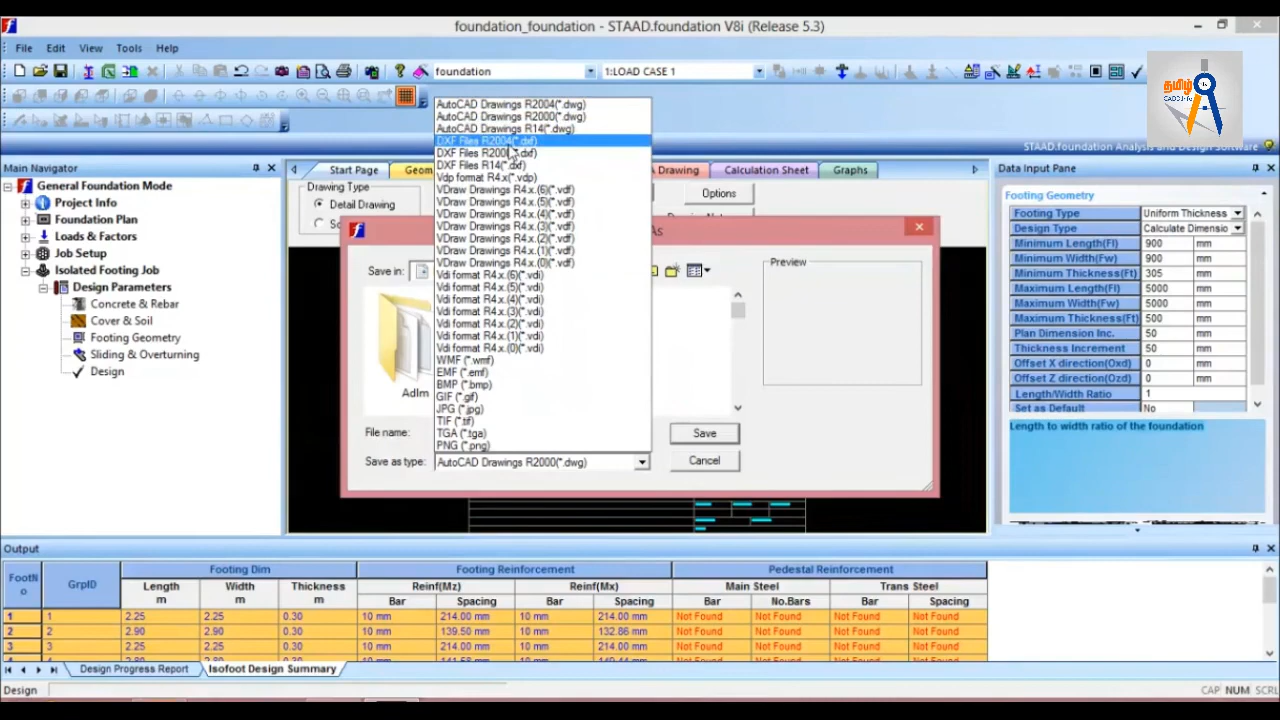 foundation_foundation - STAAD.foundation V8i (Release 5.3)
File Edit View Tools Help
foundation
1:LOAD CASE 1
தமிழ்
CADD
STAAD.foundation Analysis and Design Software
Main Navigator
General Foundation Mode
Project Info
Foundation Plan
Loads & Factors
Job Setup
Isolated Footing Job
Design Parameters
Concrete & Rebar
Cover & Soil
Footing Geometry
Sliding & Overturning
Design
Start Page Geom Drawing Calculation Sheet Graphs
Drawing Type
Detail Drawing
Options
As
Save in:
Preview
Adlm
File name:
Save
Save as type: AutoCAD Drawings R2000(*.dwg)
Cancel
AutoCAD Drawings R2004(*.dwg)
AutoCAD Drawings R2000(*.dwg)
AutoCAD Drawings R14(*.dwg)
DXF Files R2004(*.dxf)
DXF Files R2000(*.dxf)
DXF Files R14(*.dxf)
Vdp format R4.x(*.vdp)
VDraw Drawings R4.x.(6)(*.vdf)
VDraw Drawings R4.x.(5)(*.vdf)
VDraw Drawings R4.x.(4)(*.vdf)
VDraw Drawings R4.x.(3)(*.vdf)
VDraw Drawings R4.x.(2)(*.vdf)
VDraw Drawings R4.x.(1)(*.vdf)
VDraw Drawings R4.x.(0)(*.vdf)
Vdi format R4.x.(6)(*.vdi)
Vdi format R4.x.(5)(*.vdi)
Vdi format R4.x.(4)(*.vdi)
Vdi format R4.x.(3)(*.vdi)
Vdi format R4.x.(2)(*.vdi)
Vdi format R4.x.(1)(*.vdi)
Vdi format R4.x.(0)(*.vdi)
WMF (*.wmf)
EMF (*.emf)
BMP (*.bmp)
GIF (*.gif)
JPG (*.jpg)
TIF (*.tif)
TGA (*.tga)
PNG (*.png)
Data Input Pane
Footing Geometry
Footing Type Uniform Thickness
Design Type Calculate Dimensio
Minimum Length(Fl) 900 mm
Minimum Width(Fw) 900 mm
Minimum Thickness(Ft) 305 mm
Maximum Length(Fl) 5000 mm
Maximum Width(Fw) 5000 mm
Maximum Thickness(Ft) 500 mm
Plan Dimension Inc. 50 mm
Thickness Increment 50 mm
Offset X direction(Oxd) 0 mm
Offset Z direction(Ozd) 0 mm
Length/Width Ratio 1
Set as Default No
Length to width ratio of the foundation
Output
FootN o GrpID Footing Dim Footing Reinforcement Pedestal Reinforcement
Length m Width m Thickness m Reinf(Mz) Reinf(Mx) Main Steel Trans Steel
Bar Spacing Bar Spacing Bar No.Bars Bar Spacing
1 1 2.25 2.25 0.30 10 mm 214.00 mm 10 mm 214.00 mm Not Found Not Found Not Found Not Found
2 2 2.90 2.90 0.30 10 mm 139.50 mm 10 mm 132.86 mm Not Found Not Found Not Found Not Found
3 3 2.25 2.25 0.30 10 mm 214.00 mm 10 mm 214.00 mm Not Found Not Found Not Found Not Found
Design Progress Report Isofoot Design Summary
Design CAP NUM SCRL